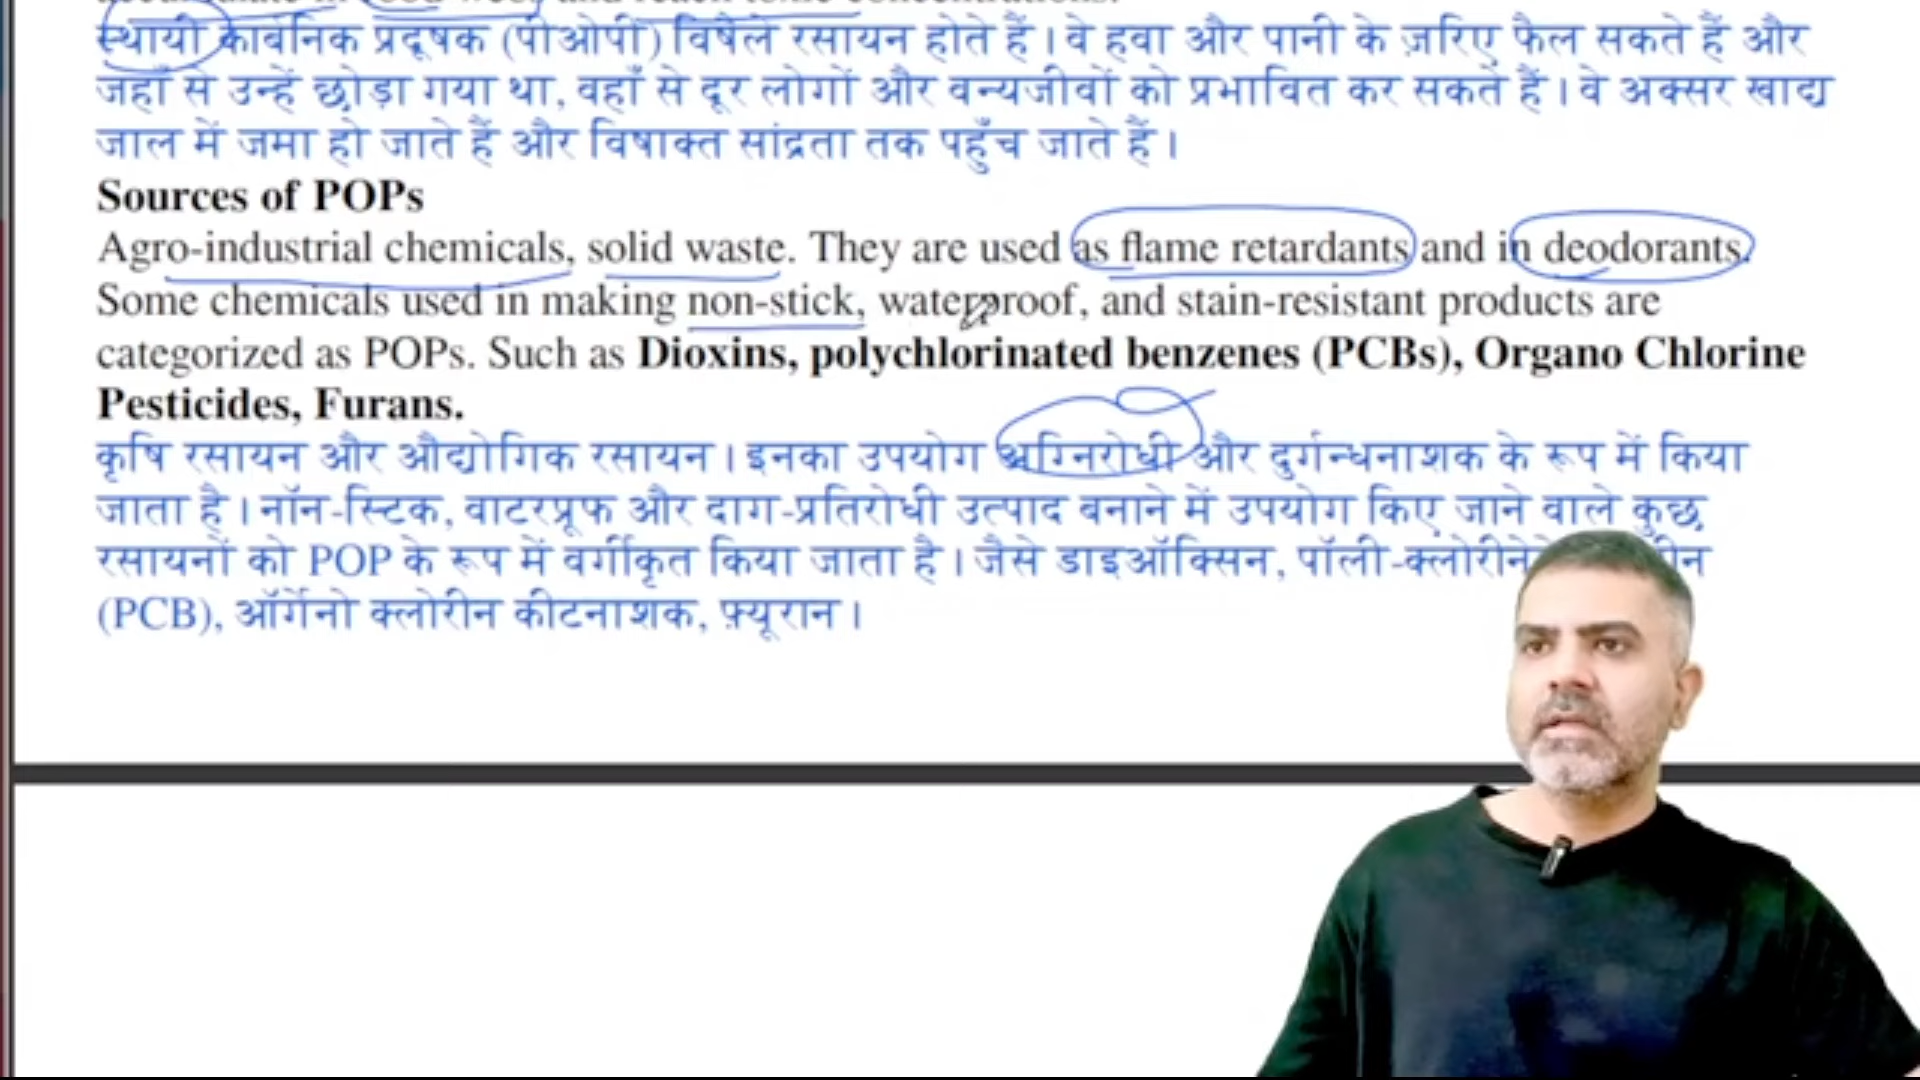 and reach toxic concentrations.
स्थायी कार्बनिक प्रदूषक (पीओपी) विषैले रसायन होते हैं। वे हवा और पानी के ज़रिए फैल सकते हैं और
जहाँ से उन्हें छोड़ा गया था, वहाँ से दूर लोगों और वन्यजीवों को प्रभावित कर सकते हैं। वे अक्सर खाद्य
जाल में जमा हो जाते हैं और विषाक्त सांद्रता तक पहुँच जाते हैं।
Sources of POPs
Agro-industrial chemicals, solid waste. They are used as flame retardants and in deodorants.
Some chemicals used in making non-stick, waterproof, and stain-resistant products are
categorized as POPs. Such as Dioxins, polychlorinated benzenes (PCBs), Organo Chlorine
Pesticides, Furans.
कृषि रसायन और औद्योगिक रसायन। इनका उपयोग अग्निरोधी और दुर्गन्धनाशक के रूप में किया
जाता है। नॉन-स्टिक, वाटरप्रूफ और दाग-प्रतिरोधी उत्पाद बनाने में उपयोग किए जाने वाले कुछ
रसायनों को POP के रूप में वर्गीकृत किया जाता है। जैसे डाइऑक्सिन,
(PCB), ऑर्गेनो क्लोरीन कीटनाशक, फ़्यूरान।